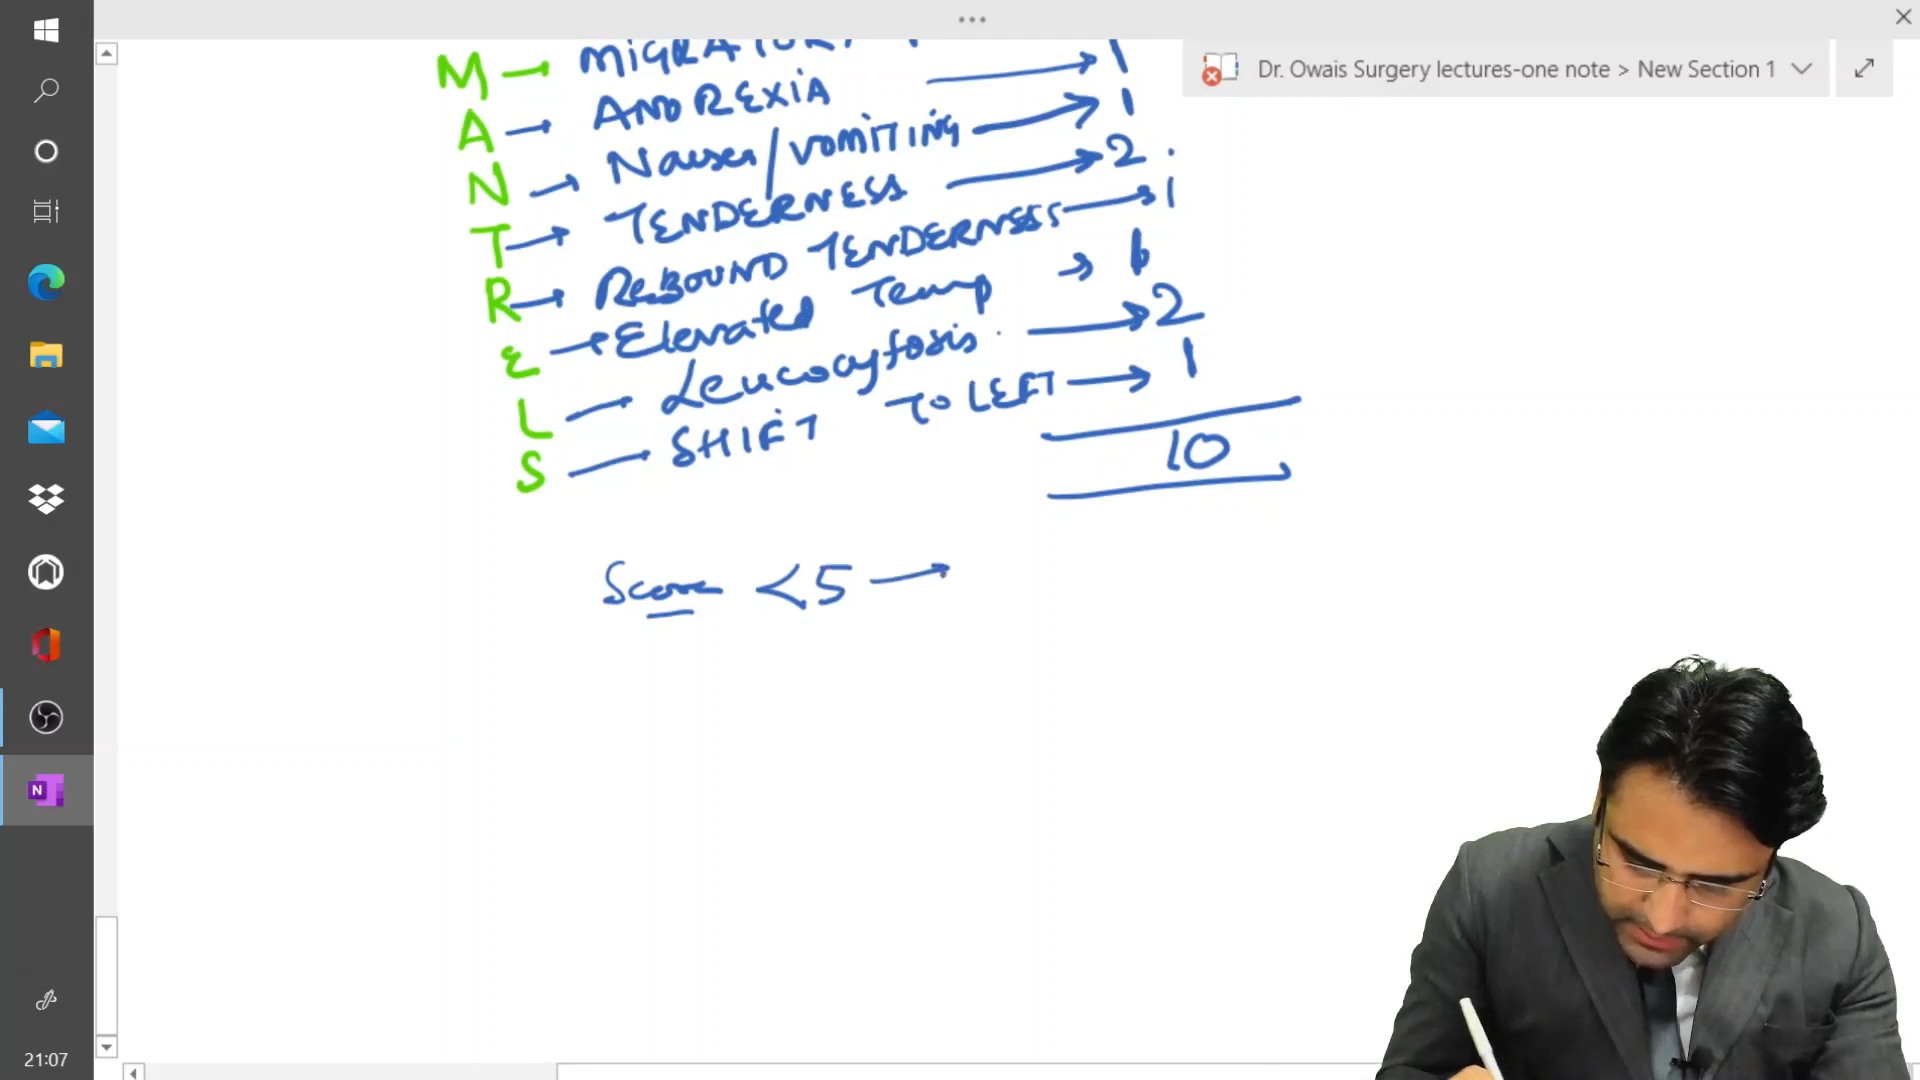 Dr. Owais Surgery lectures-one note > New Section 1
M → MIGRATORY
A → ANOREXIA → 1
N → Nausea/VOMITING → 1
T → TENDERNESS → 2
R → REBOUND TENDERNESS → 1
E → Elevated Temp → 1
L → Leucocytosis → 2
S → SHIFT TO LEFT → 1
10
Score <5 →
N
21:07